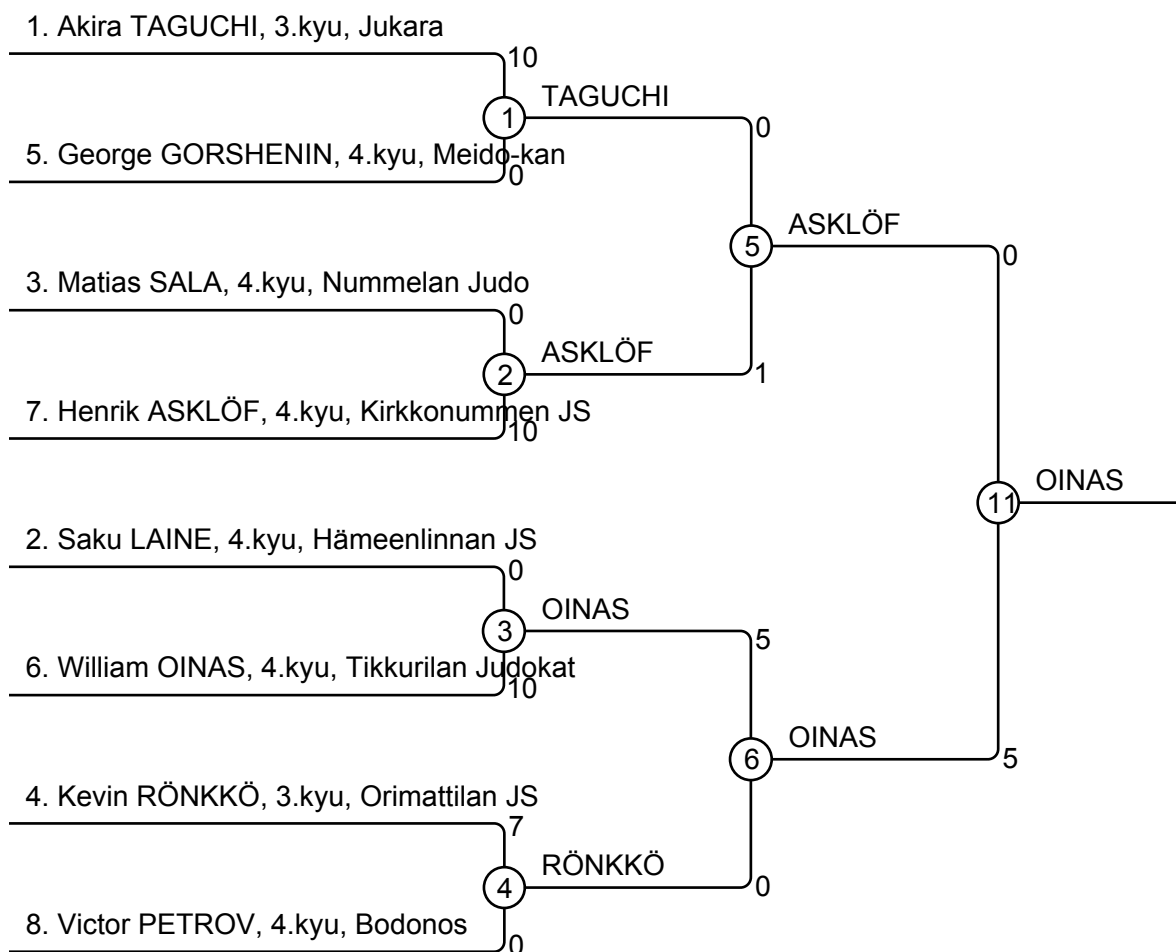 1. Akira TAGUCHI, 3.kyu, Jukara
10
TAGUCHI
1
0
5. George GORSHENIN, 4.kyu, Meido-kan
0
ASKLÖF
5
0
3. Matias SALA, 4.kyu, Nummelan Judo
0
ASKLÖF
2
1
7. Henrik ASKLÖF, 4.kyu, Kirkkonummen JS
10
OINAS
11
2. Saku LAINE, 4.kyu, Hämeenlinnan JS
0
OINAS
3
5
6. William OINAS, 4.kyu, Tikkurilan Judokat
10
OINAS
6
5
4. Kevin RÖNKKÖ, 3.kyu, Orimattilan JS
7
RÖNKKÖ
4
0
8. Victor PETROV, 4.kyu, Bodonos
0